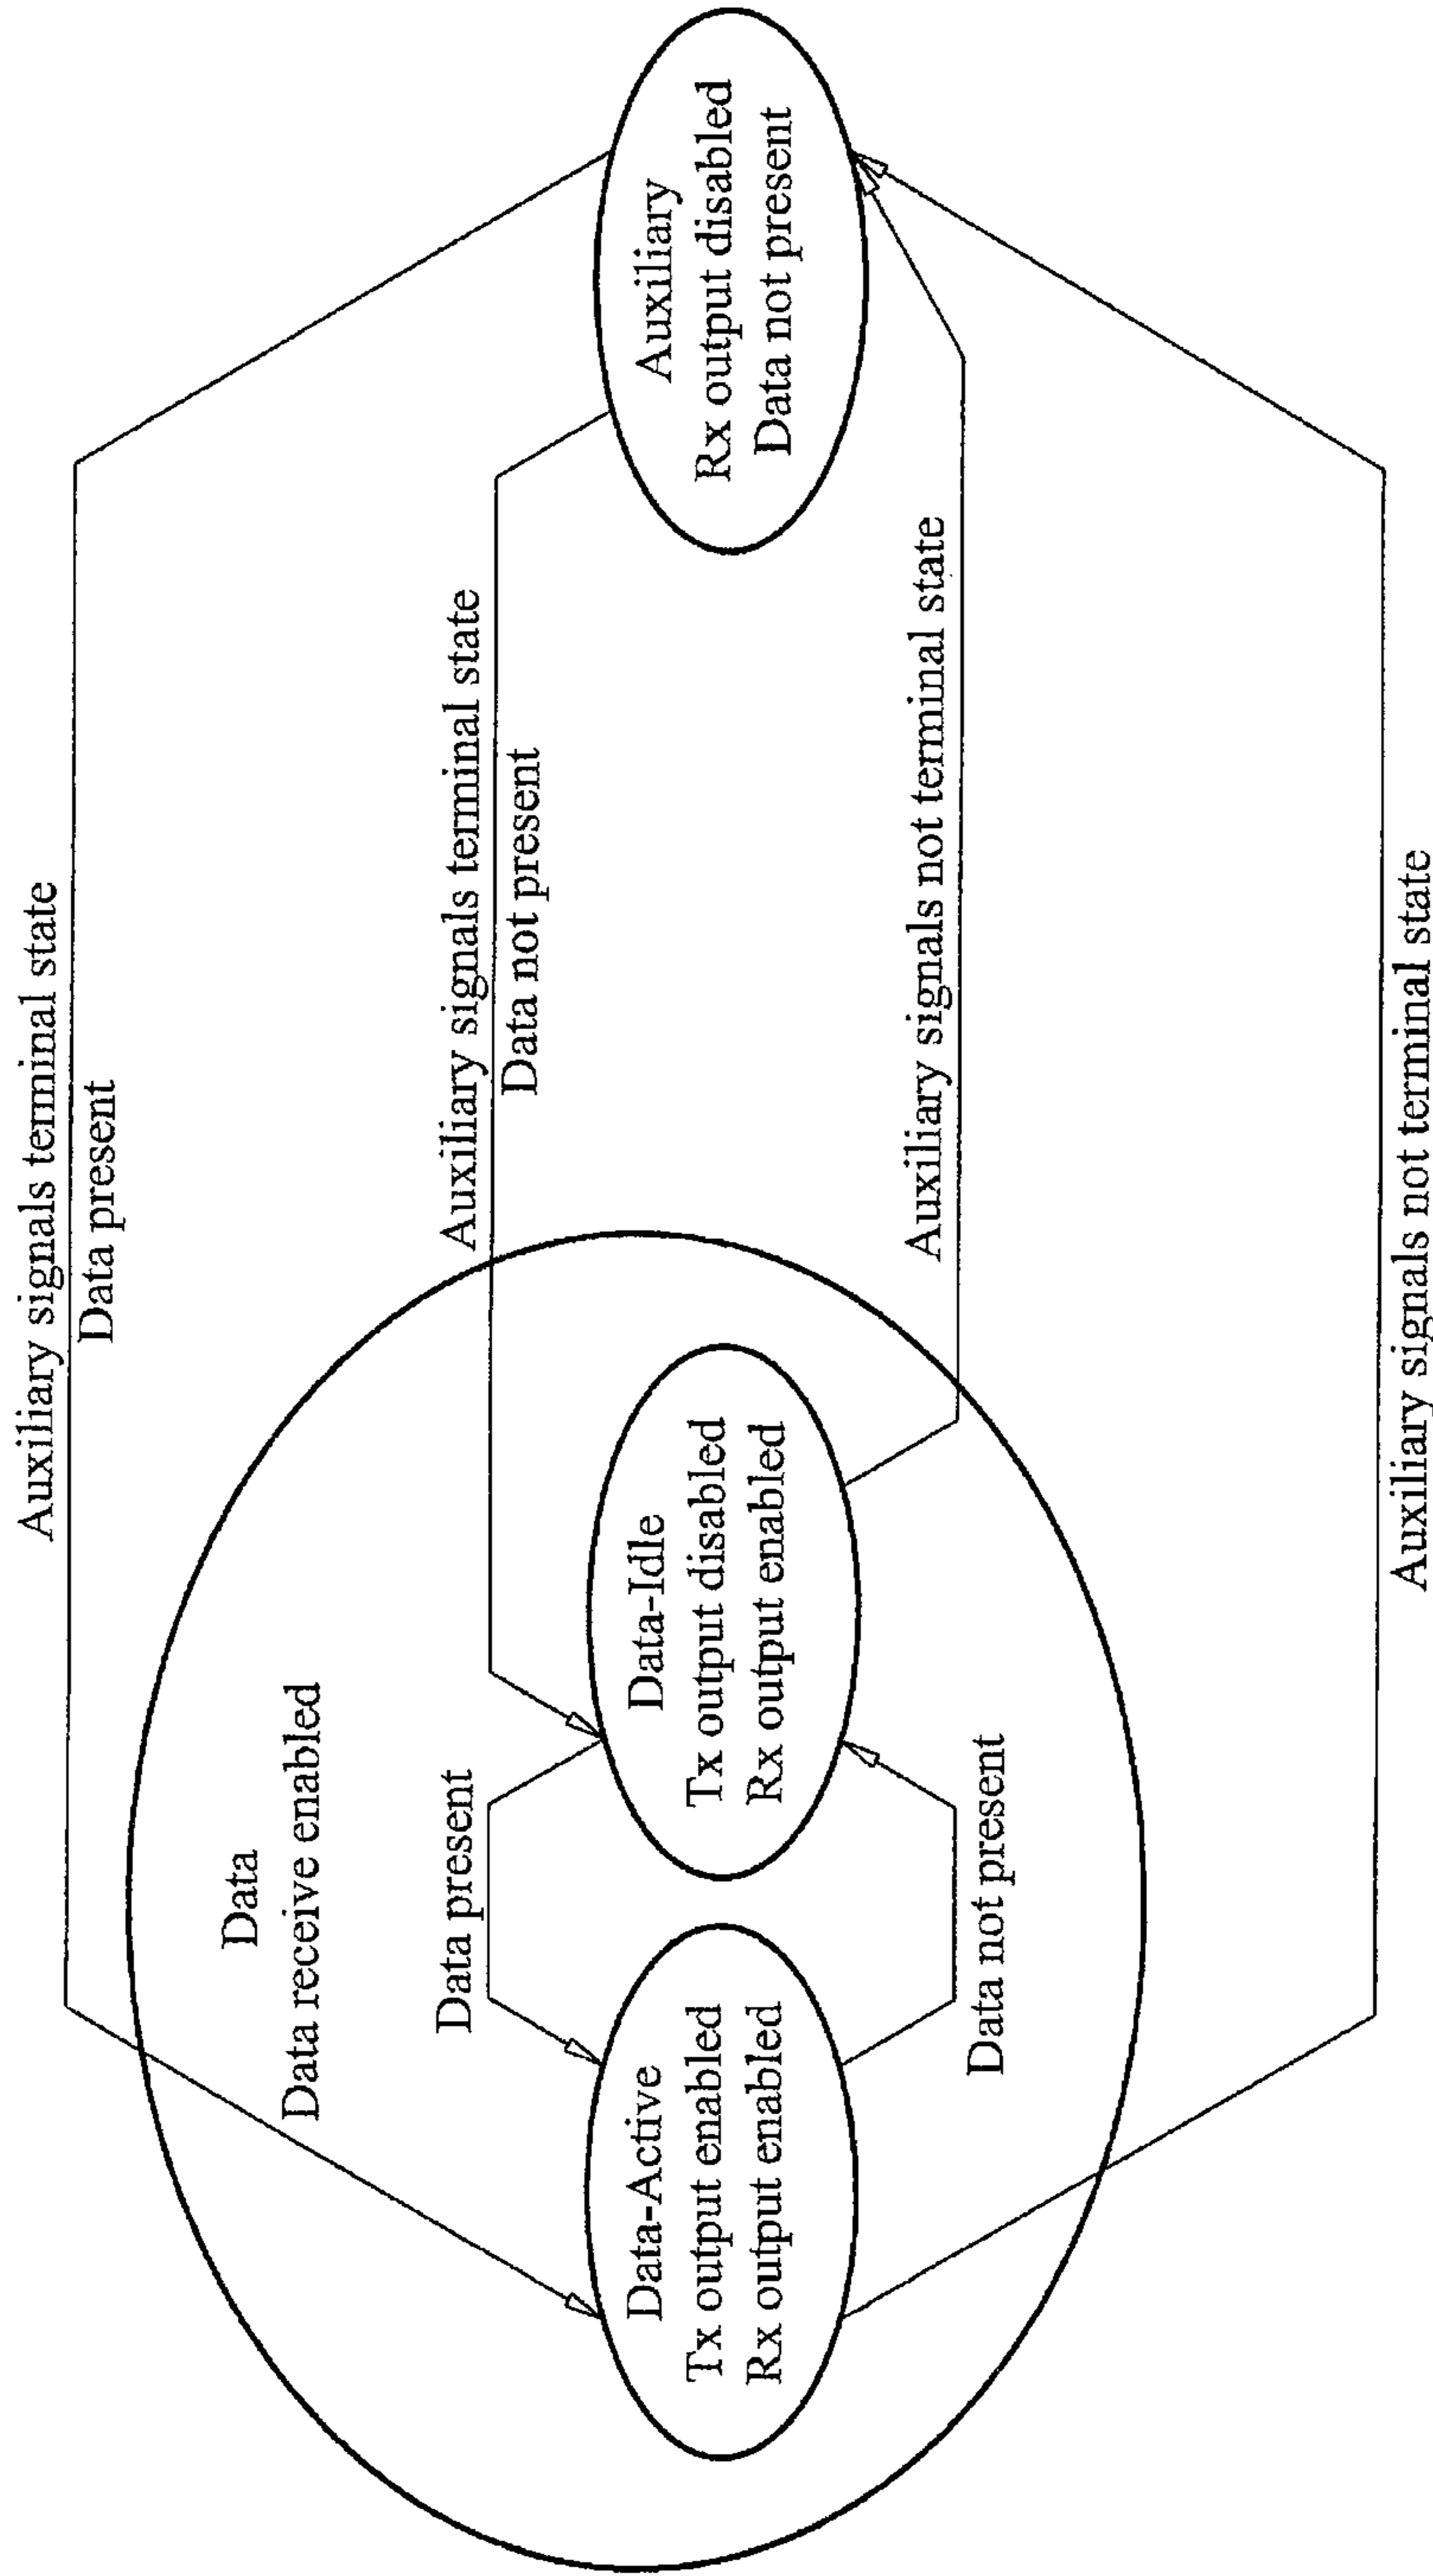 Auxiliary signals terminal state
Data present
Data
Data receive enabled
Auxiliary signals terminal state
Data not present
Data present
Data-Active
Tx output enabled
Rx output enabled
Data-Idle
Tx output disabled
Rx output enabled
Auxiliary
Rx output disabled
Data not present
Auxiliary signals not terminal state
Data not present
Auxiliary signals not terminal state